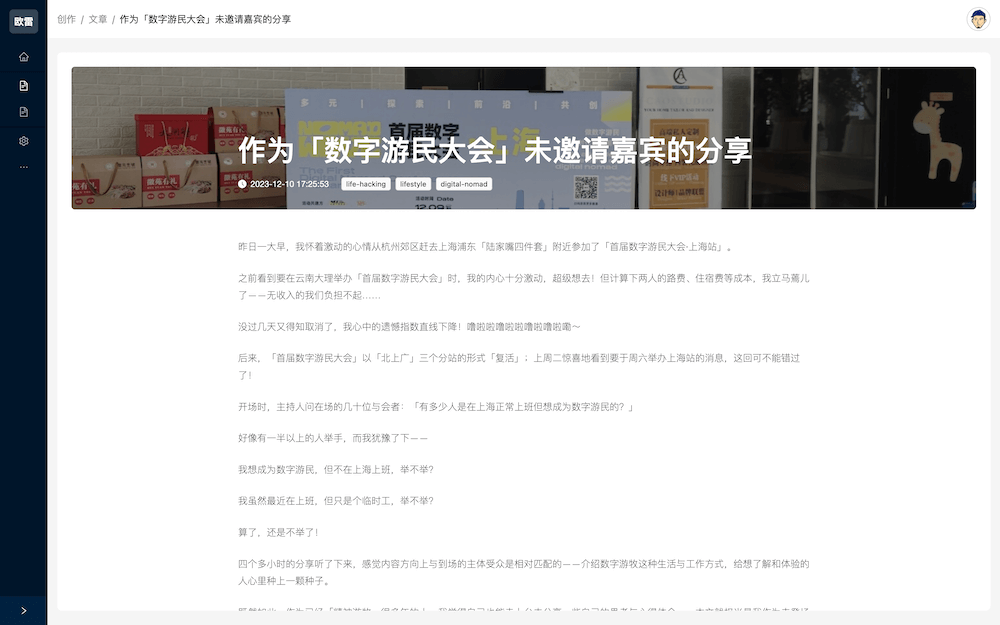 欧雷
创作 / 文章 / 作为「数字游民大会」未邀请嘉宾的分享
多 元 | 探 索 | 前 沿 | 共 创
首届数字
上海
作为「数字游民大会」未邀请嘉宾的分享
2023-12-10 17:25:53 life-hacking lifestyle digital-nomad
昨日一大早，我怀着激动的心情从杭州郊区赶去上海浦东「陆家嘴四件套」附近参加了「首届数字游民大会-上海站」。
之前看到要在云南大理举办「首届数字游民大会」时，我的内心十分激动，超级想去！但计算下两人的路费、住宿费等成本，我立马蔫儿
了——无收入的我们负担不起……
没过几天又得知取消了，我心中的遗憾指数直线下降！噜啦啦噜啦啦噜啦噜啦嘞～
后来，「首届数字游民大会」以「北上广」三个分站的形式「复活」；上周二惊喜地看到要于周六举办上海站的消息，这回可不能错过
了！
开场时，主持人问在场的几十位与会者：「有多少人是在上海正常上班但想成为数字游民的？」
好像有一半以上的人举手，而我犹豫了下——
我想成为数字游民，但不在上海上班，举不举？
我虽然最近在上班，但只是个临时工，举不举？
算了，还是不举了！
四个多小时的分享听了下来，感觉内容方向上与到场的主体受众是相对匹配的——介绍数字游牧这种生活与工作方式，给想了解和体验的
人心里种上一颗种子。